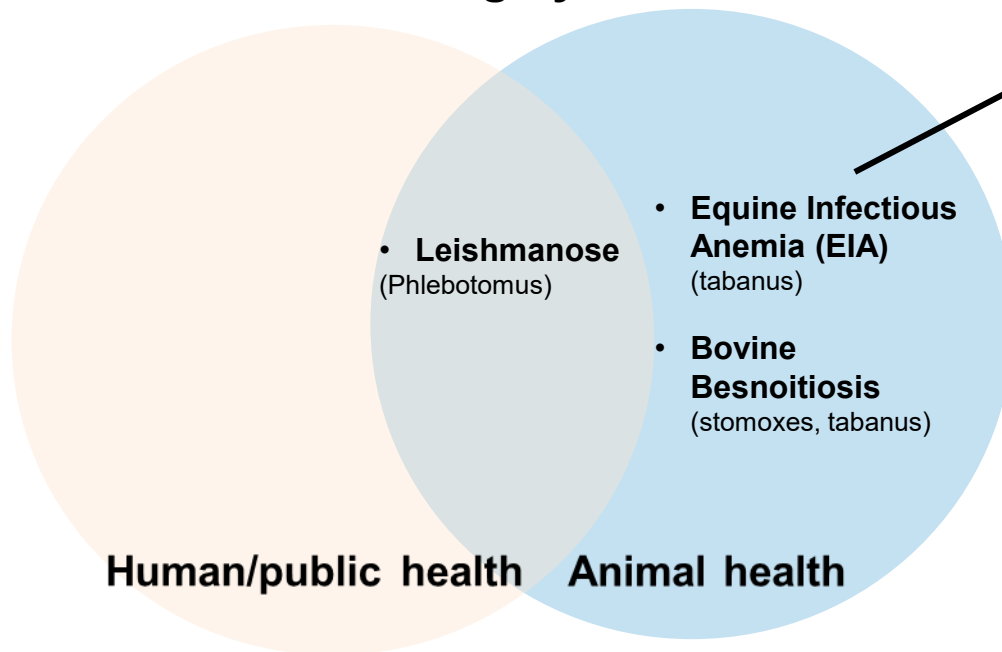 • Leishmanose
(Phlebotomus)
• Equine Infectious
Anemia (EIA)
(tabanus)
• Bovine
Besnoitiosis
(stomoxes, tabanus)
Human/public health
Animal health